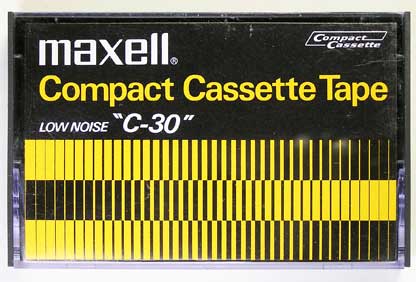 maxell®
Compact
Cassette
Compact Cassette Tape
LOW NOISE "C-30"